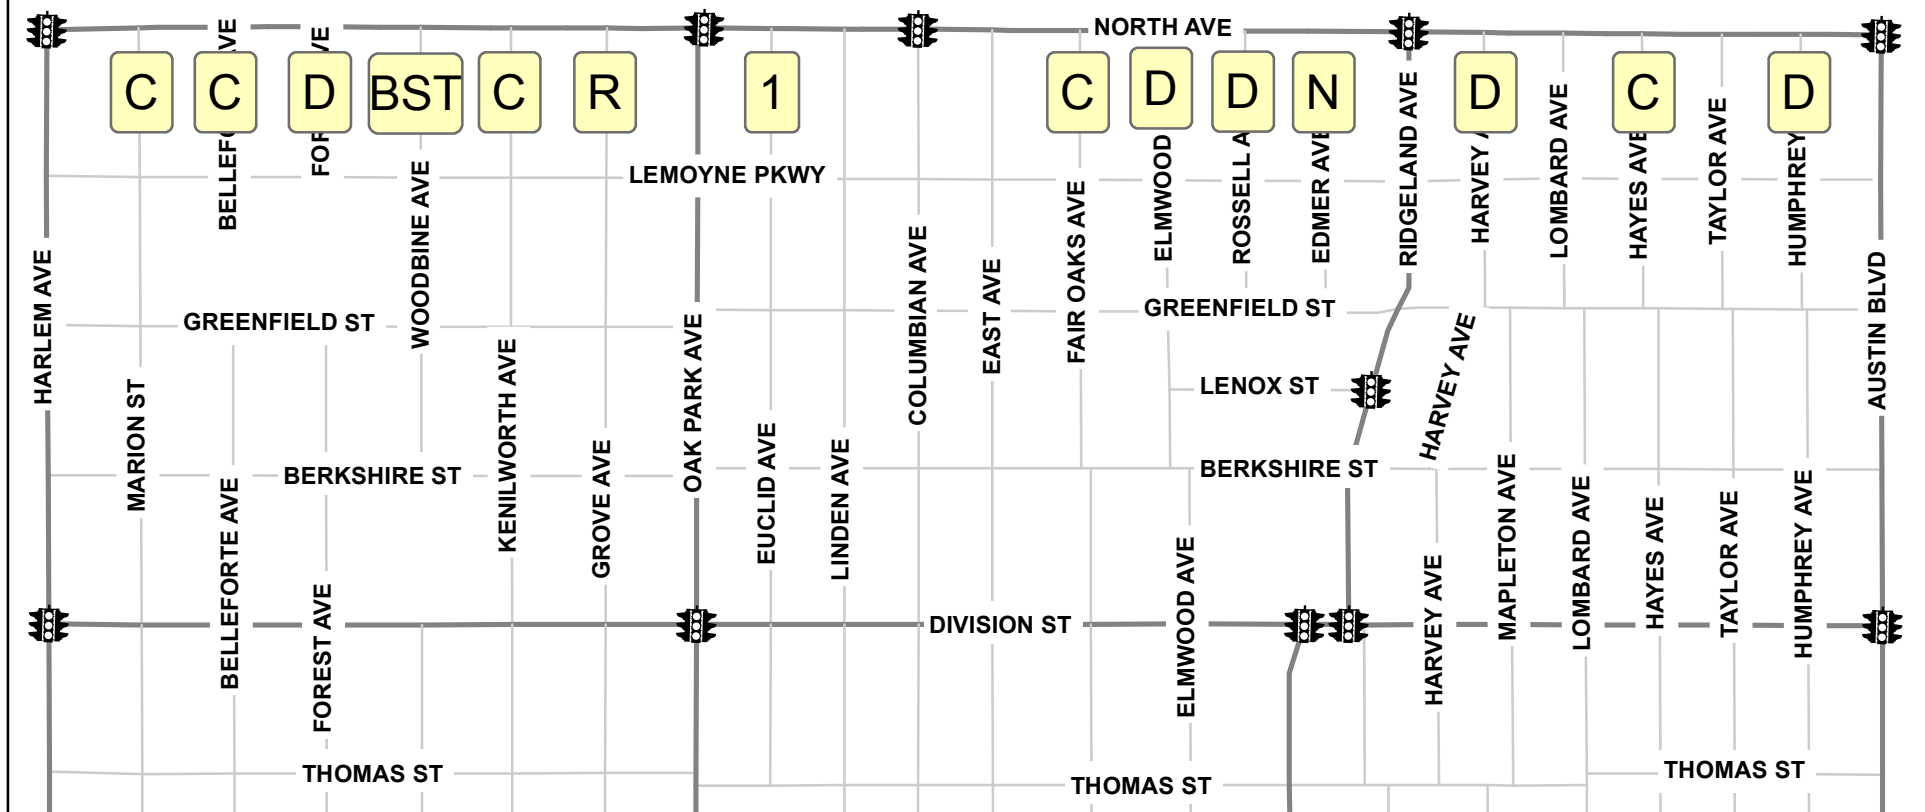 NORTH AVE
C
C
D
BST
C
R
1
C
D
D
N
D
C
D
AVE
LEMOYNE PKWY
WOODBINE AVE
ELMWOOD
EDMER AVE
RIDGELAND AVE
HARVEY
LOMBARD AVE
HAYES AVE
TAYLOR AVE
HUMPHREY
HARLEM AVE
FAIR OAKS AVE
COLUMBIAN AVE
EAST AVE
AUSTIN BLVD
GREENFIELD ST
GREENFIELD ST
MARION ST
KENILWORTH AVE
OAK PARK AVE
LENOX ST
HARVEY AVE
BERKSHIRE ST
BERKSHIRE ST
BELLEFORTE AVE
GROVE AVE
EUCLID AVE
LINDEN AVE
MAPLETON AVE
LOMBARD AVE
HAYES AVE
TAYLOR AVE
HUMPHREY AVE
FOREST AVE
DIVISION ST
ELMWOOD AVE
HARVEY AVE
THOMAS ST
THOMAS ST
THOMAS ST